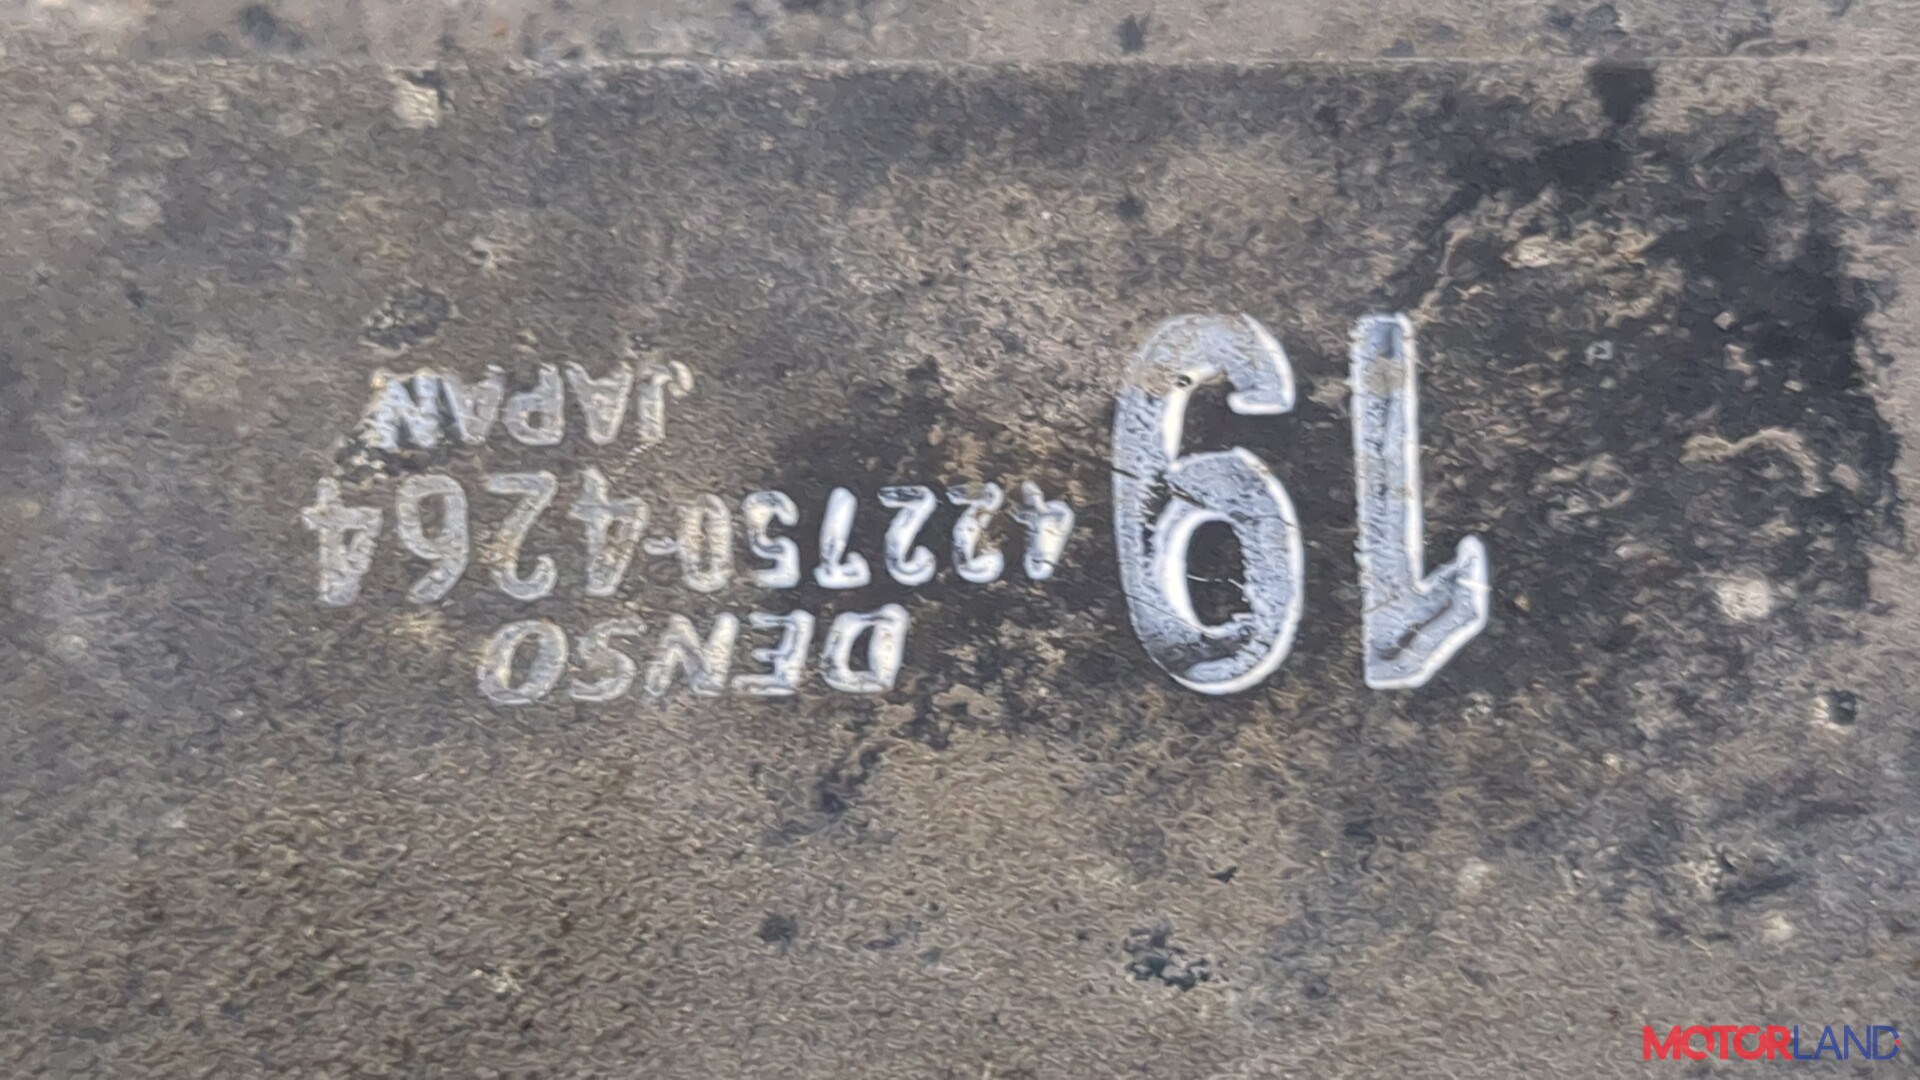 19
DENSO
422750-4264
JAPAN
MOTORLAND